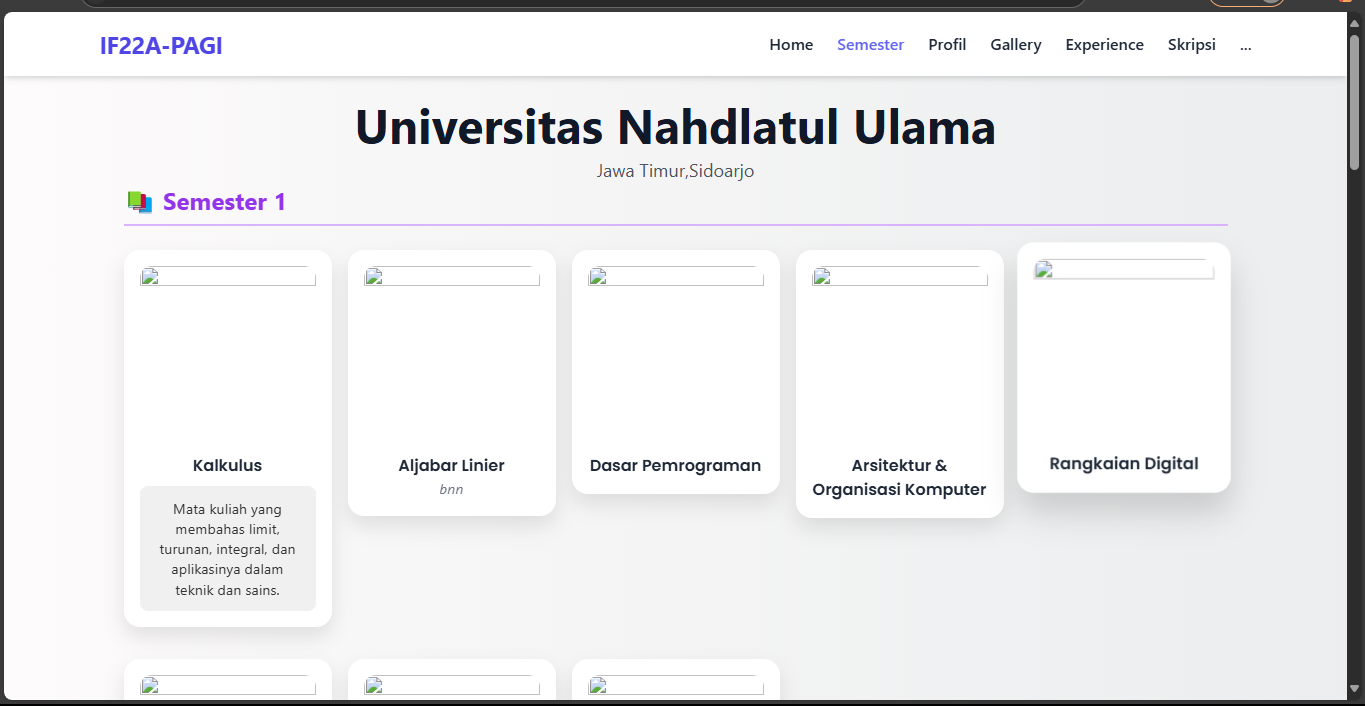 IF22A-PAGI
Home Semester Profil Gallery Experience Skripsi ...
Universitas Nahdlatul Ulama
Jawa Timur,Sidoarjo
📚 Semester 1
Kalkulus
Mata kuliah yang
membahas limit,
turunan, integral, dan
aplikasinya dalam
teknik dan sains.
Aljabar Linier
bnn
Dasar Pemrograman
Arsitektur &
Organisasi Komputer
Rangkaian Digital